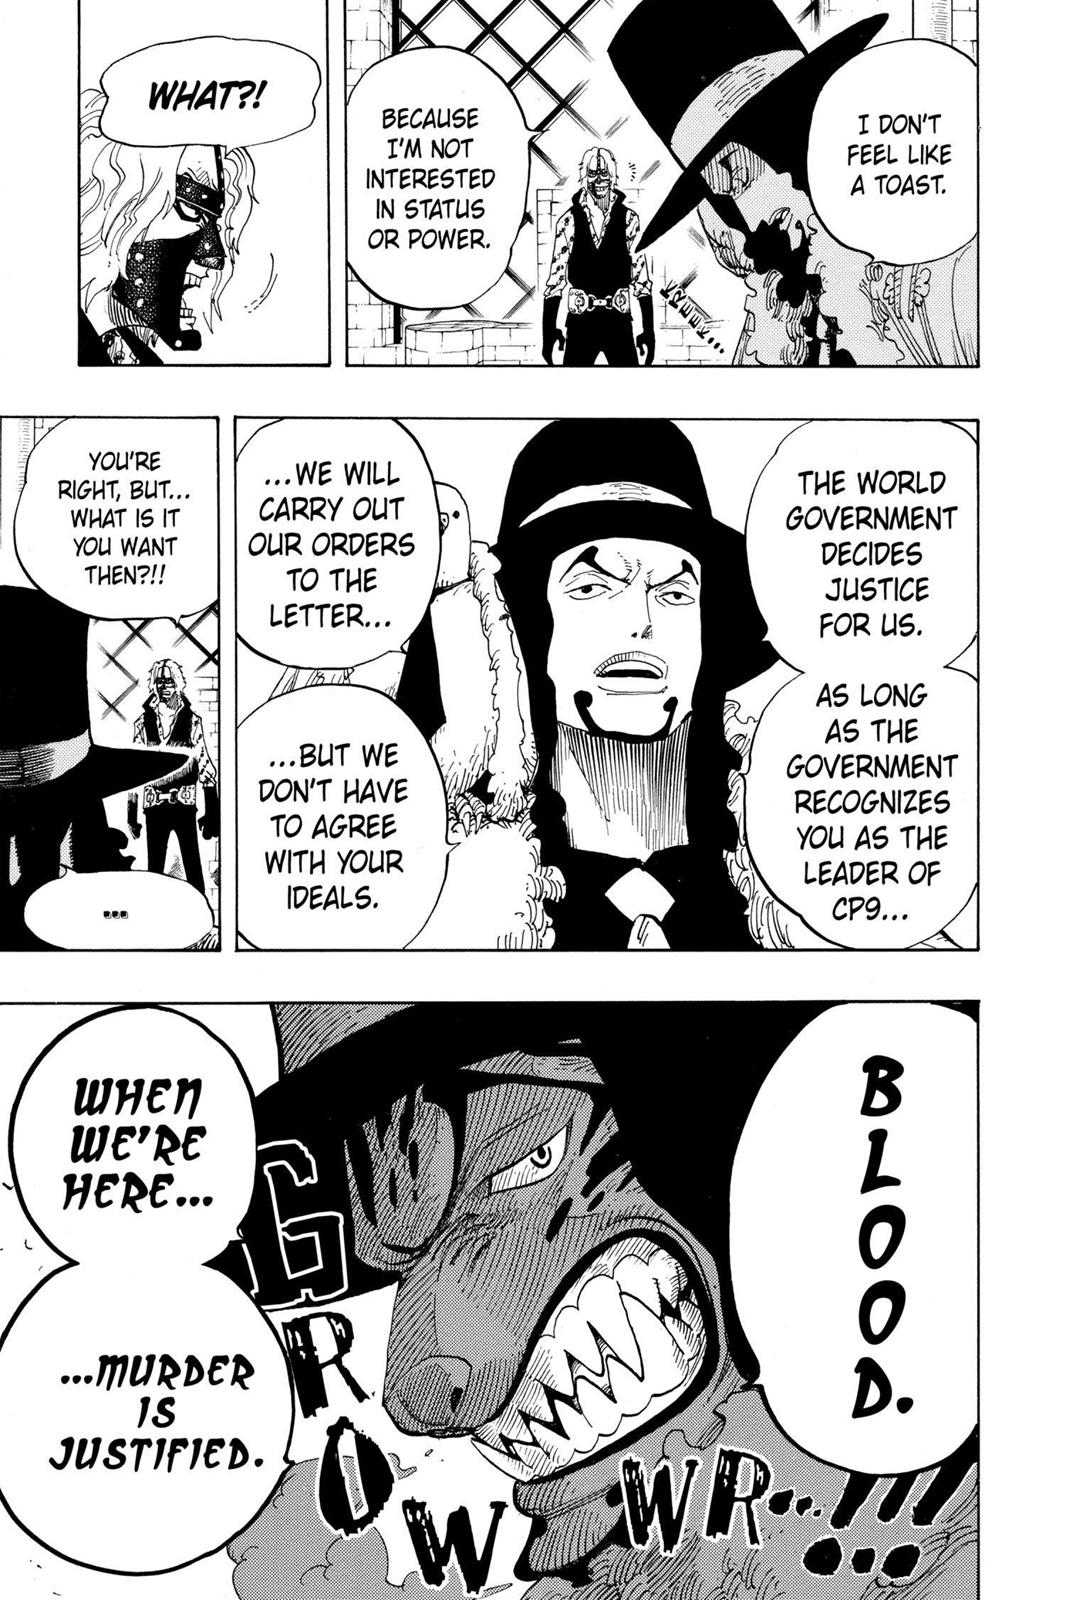 I DON'T
FEEL LIKE
A TOAST.
BECAUSE
I'M NOT
INTERESTED
IN STATUS
OR POWER.
KREEK...
WHAT?!
THE WORLD
GOVERNMENT
DECIDES
JUSTICE
FOR US.
AS LONG
AS THE
GOVERNMENT
RECOGNIZES
YOU AS THE
LEADER OF
CP9...
...WE WILL
CARRY OUT
OUR ORDERS
TO THE
LETTER...
...BUT WE
DON'T HAVE
TO AGREE
WITH YOUR
IDEALS.
YOU'RE
RIGHT, BUT...
WHAT IS IT
YOU WANT
THEN?!!
...
BLOOD.
WHEN
WE'RE
HERE...
...MURDER
IS
JUSTIFIED.
GROWWR...!!!